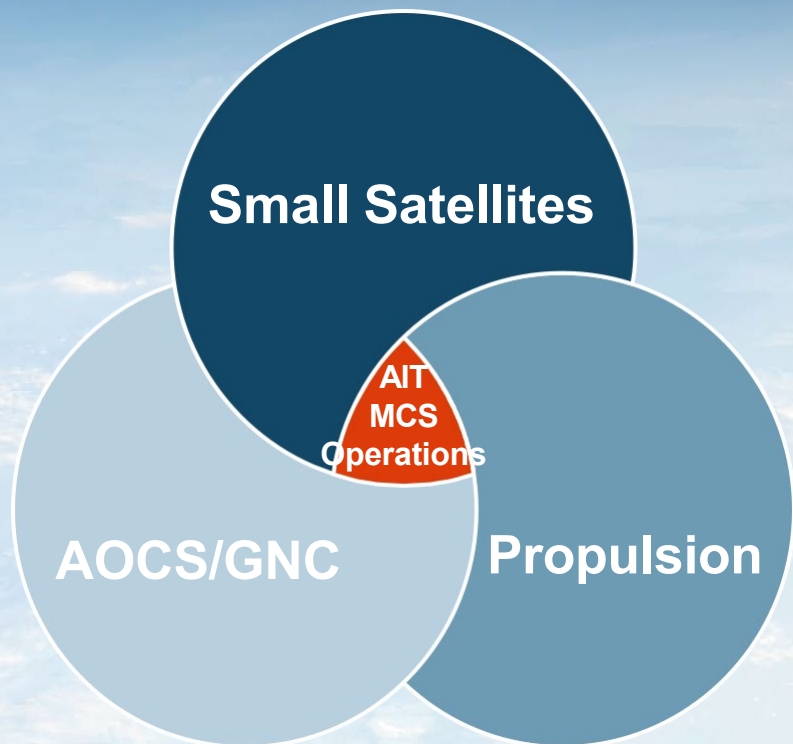 Small Satellites
AIT
MCS
Operations
AOCS/GNC
Propulsion